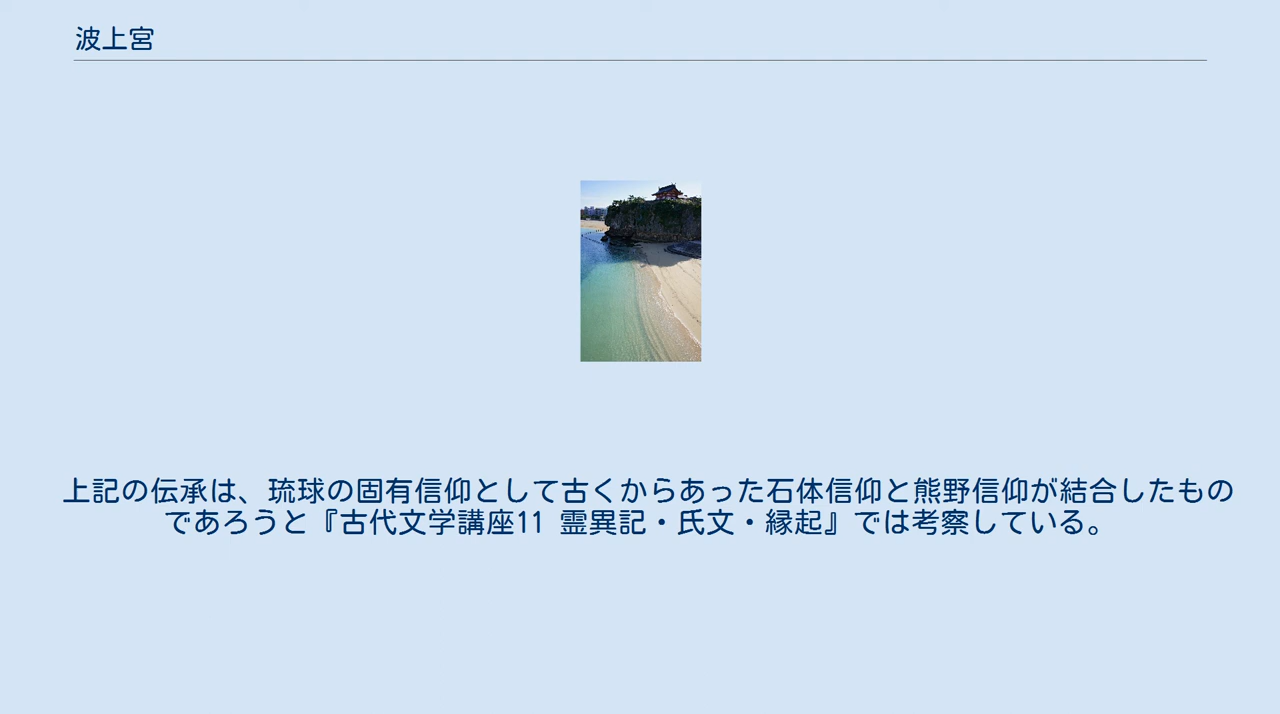 波上宮
上記の伝承は、琉球の固有信仰として古くからあった石体信仰と熊野信仰が結合したもの
であろうと『古代文学講座11 霊異記・氏文・縁起』では考察している。